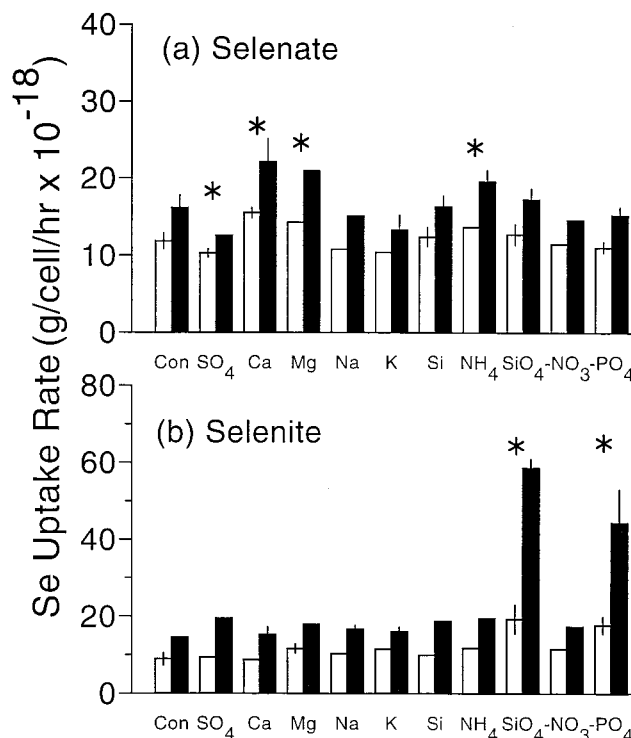 Se Uptake Rate (g/cell/hr x 10⁻¹⁸)
40
(a) Selenate
30
20
10
0
* * * *
Con SO₄ Ca Mg Na K Si NH₄ SiO₄-NO₃-PO₄
80
(b) Selenite
60
40
20
0
* *
Con SO₄ Ca Mg Na K Si NH₄ SiO₄-NO₃-PO₄